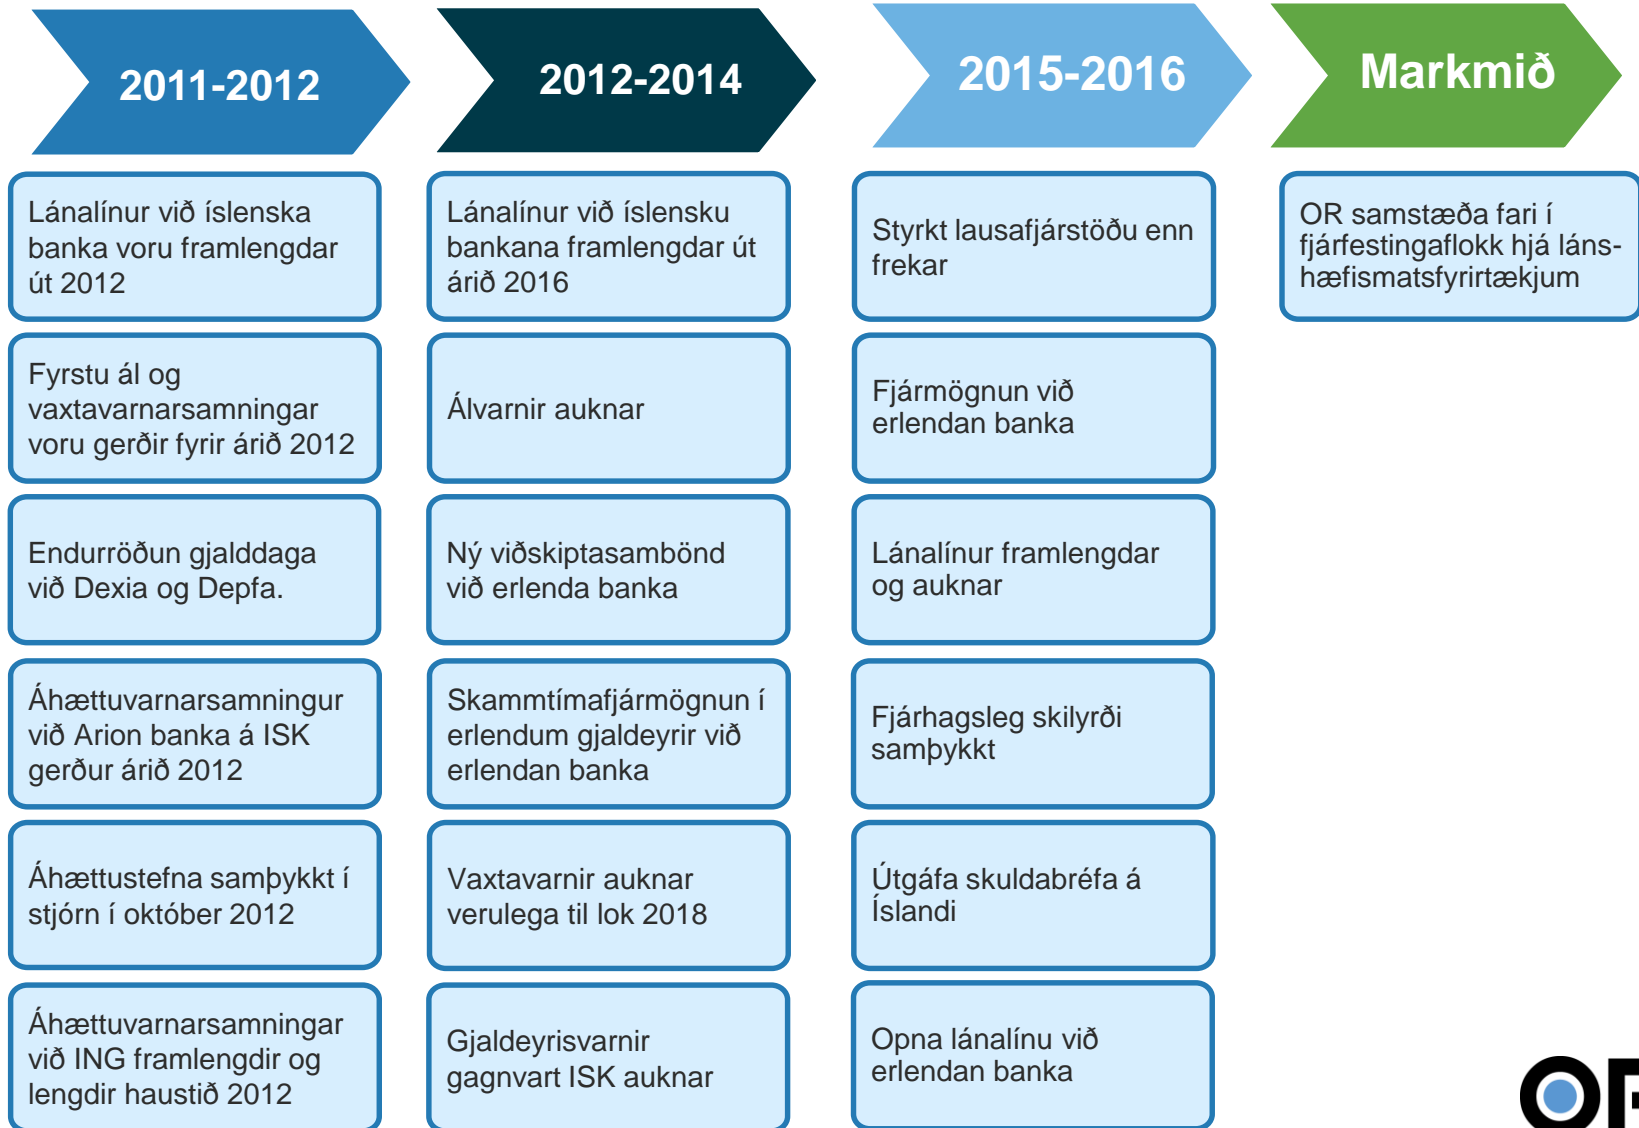 2011-2012
Lánalínur við íslenska
banka voru framlengdar
út 2012
Fyrstu ál og
vaxtavarnarsamningar
voru gerðir fyrir árið 2012
Endurröðun gjalddaga
við Dexia og Depfa.
Áhættuvarnarsamningur
við Arion banka á ISK
gerður árið 2012
Áhættustefna samþykkt í
stjórn í október 2012
Áhættuvarnarsamningar
við ING framlengdir og
lengdir haustið 2012
2012-2014
Lánalínur við íslensku
bankana framlengdar út
árið 2016
Álvarnir auknar
Ný viðskiptasambönd
við erlenda banka
Skammtímafjármögnun í
erlendum gjaldeyrir við
erlendan banka
Vaxtavarnir auknar
verulega til lok 2018
Gjaldeyrisvarnir
gagnvart ISK auknar
2015-2016
Styrkt lausafjárstöðu enn
frekar
Fjármögnun við
erlendan banka
Lánalínur framlengdar
og auknar
Fjárhagsleg skilyrði
samþykkt
Útgáfa skuldabréfa á
Íslandi
Opna lánalínu við
erlendan banka
Markmið
OR samstæða fari í
fjárfestingaflokk hjá láns-
hæfismatsfyrirtækjum
OR